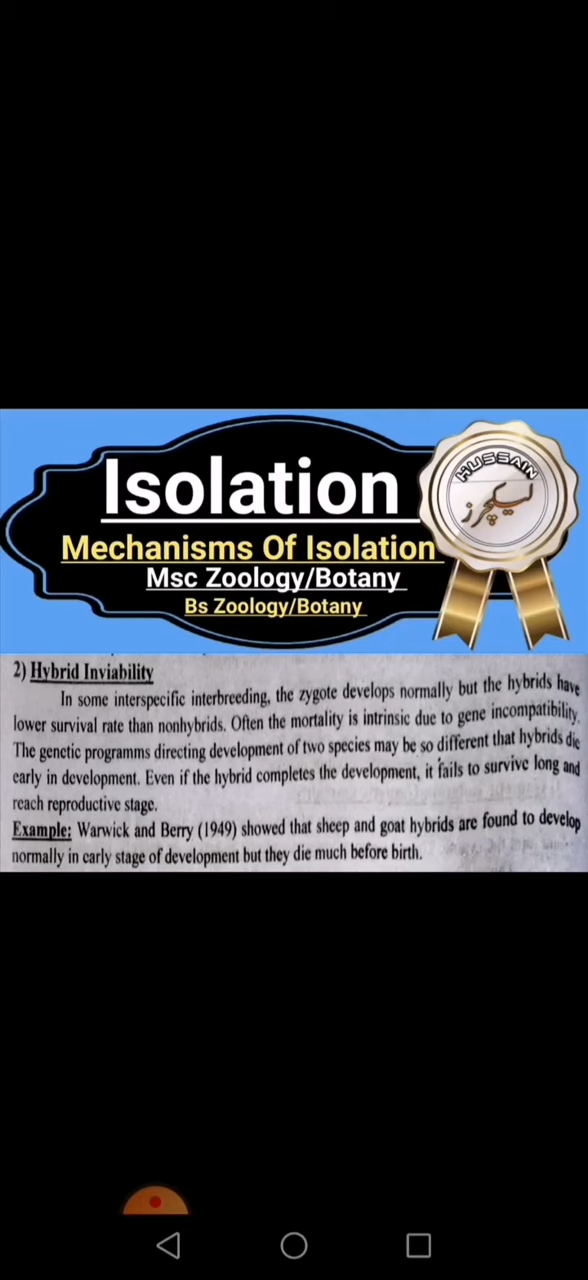 Isolation
HUSSAIN
لیکچرز
Mechanisms Of Isolation
Msc Zoology/Botany
Bs Zoology/Botany
2) Hybrid Inviability
In some interspecific interbreeding, the zygote develops normally but the hybrids have
lower survival rate than nonhybrids. Often the mortality is intrinsic due to gene incompatibility.
The genetic programms directing development of two species may be so different that hybrids die
early in development. Even if the hybrid completes the development, it fails to survive long and
reach reproductive stage.
Example: Warwick and Berry (1949) showed that sheep and goat hybrids are found to develop
normally in early stage of development but they die much before birth.